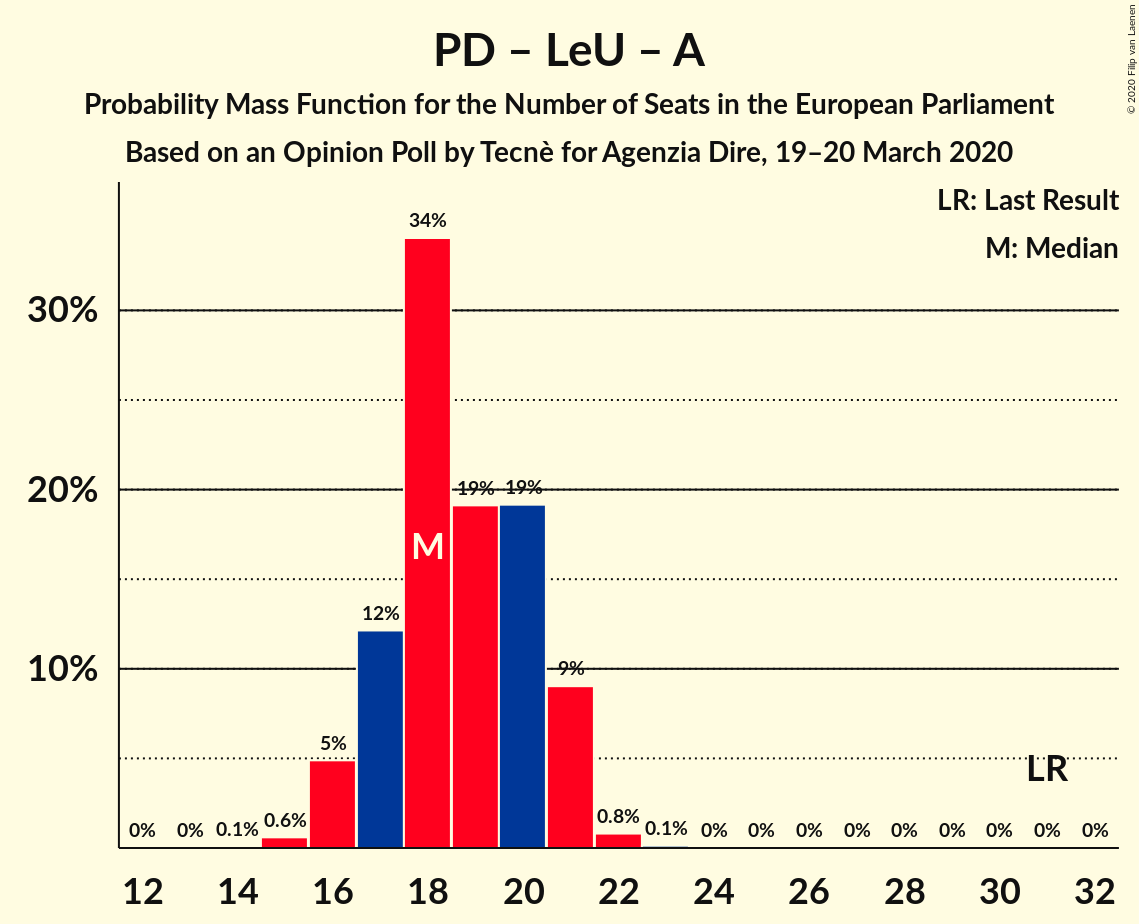 PD – LeU – A
Probability Mass Function for the Number of Seats in the European Parliament
Based on an Opinion Poll by Tecnè for Agenzia Dire, 19–20 March 2020
© 2020 Filip van Laenen
LR: Last Result
M: Median
30%
20%
10%
0%
0%
0.1%
0.6%
5%
12%
34%
19%
19%
9%
0.8%
0.1%
0%
0%
0%
0%
0%
0%
0%
0%
0%
M
LR
12 14 16 18 20 22 24 26 28 30 32